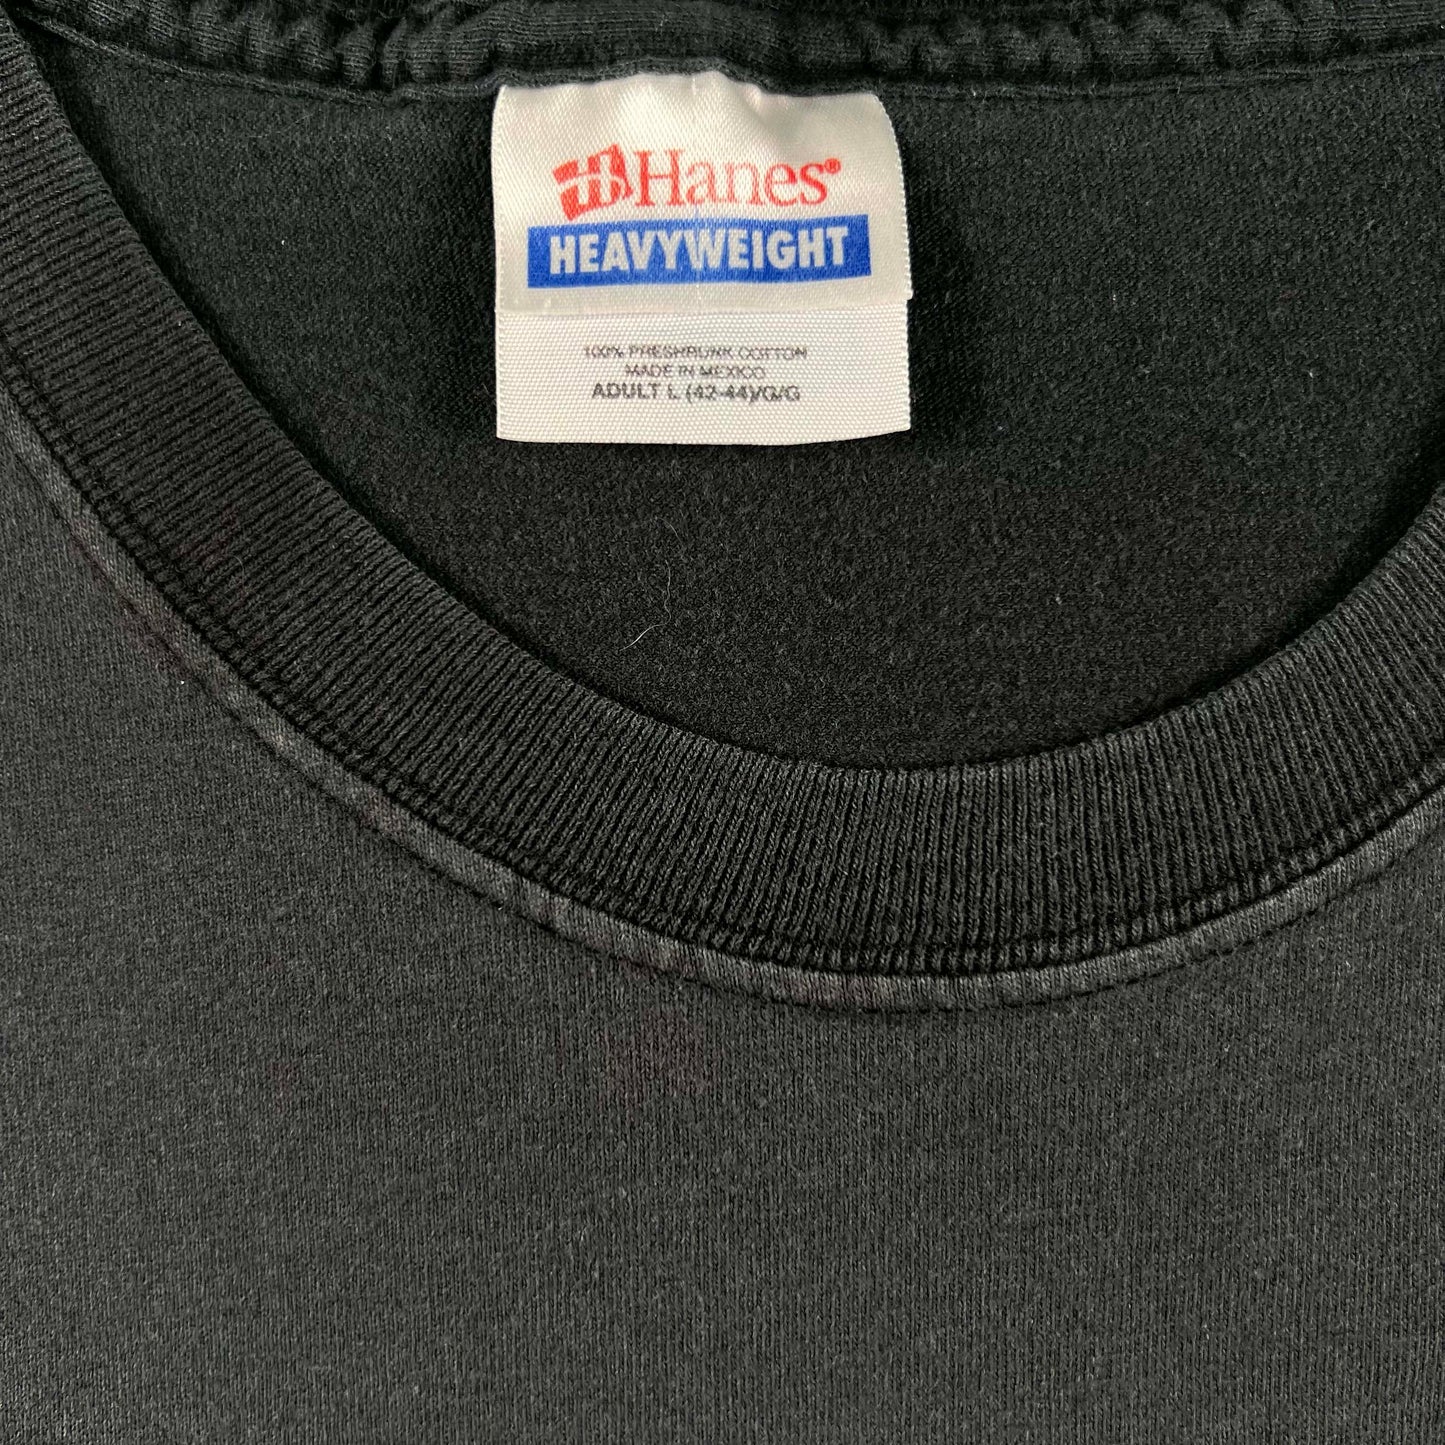 Hanes®
HEAVYWEIGHT
100% PRESHRUNK COTTON
MADE IN MEXICO
ADULT L (42-44)/G/G